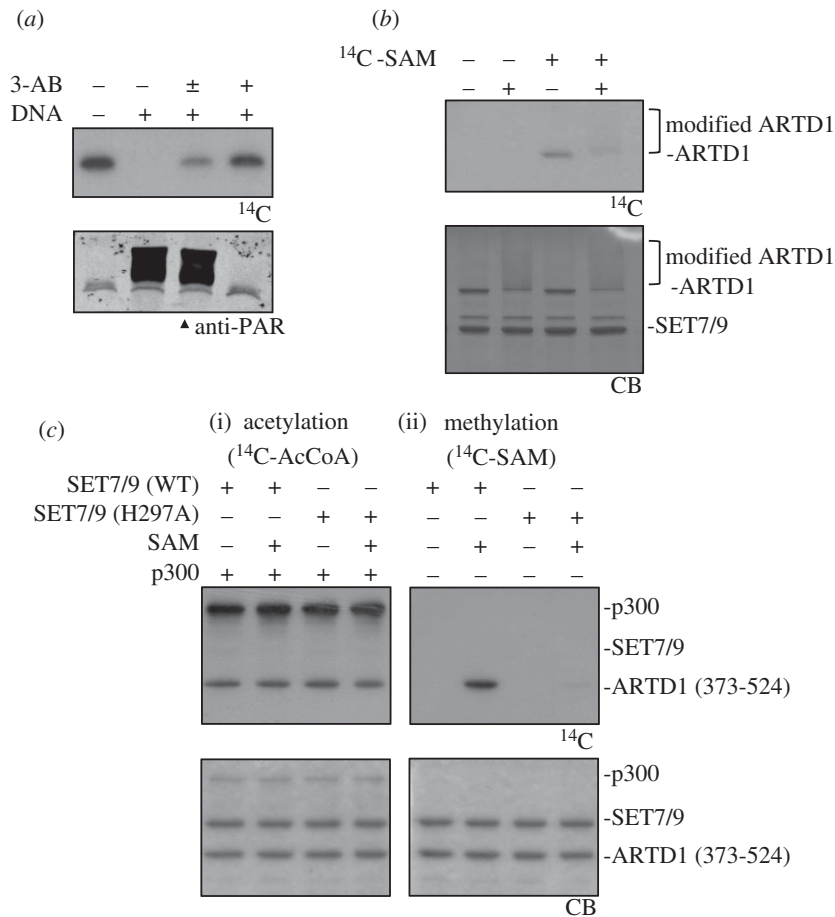 (a)
3-AB – – ± +
DNA – + + +
14C
▲ anti-PAR
(b)
14C -SAM – – + +
– + – +
modified ARTD1
-ARTD1
14C
modified ARTD1
-ARTD1
-SET7/9
CB
(c)
(i) acetylation (ii) methylation
(14C-AcCoA) (14C-SAM)
SET7/9 (WT) + + – – + + – –
SET7/9 (H297A) – – + + – – + +
SAM – + – + – + – +
p300 + + + + – – – –
-p300
-SET7/9
-ARTD1 (373-524)
14C
-p300
-SET7/9
-ARTD1 (373-524)
CB